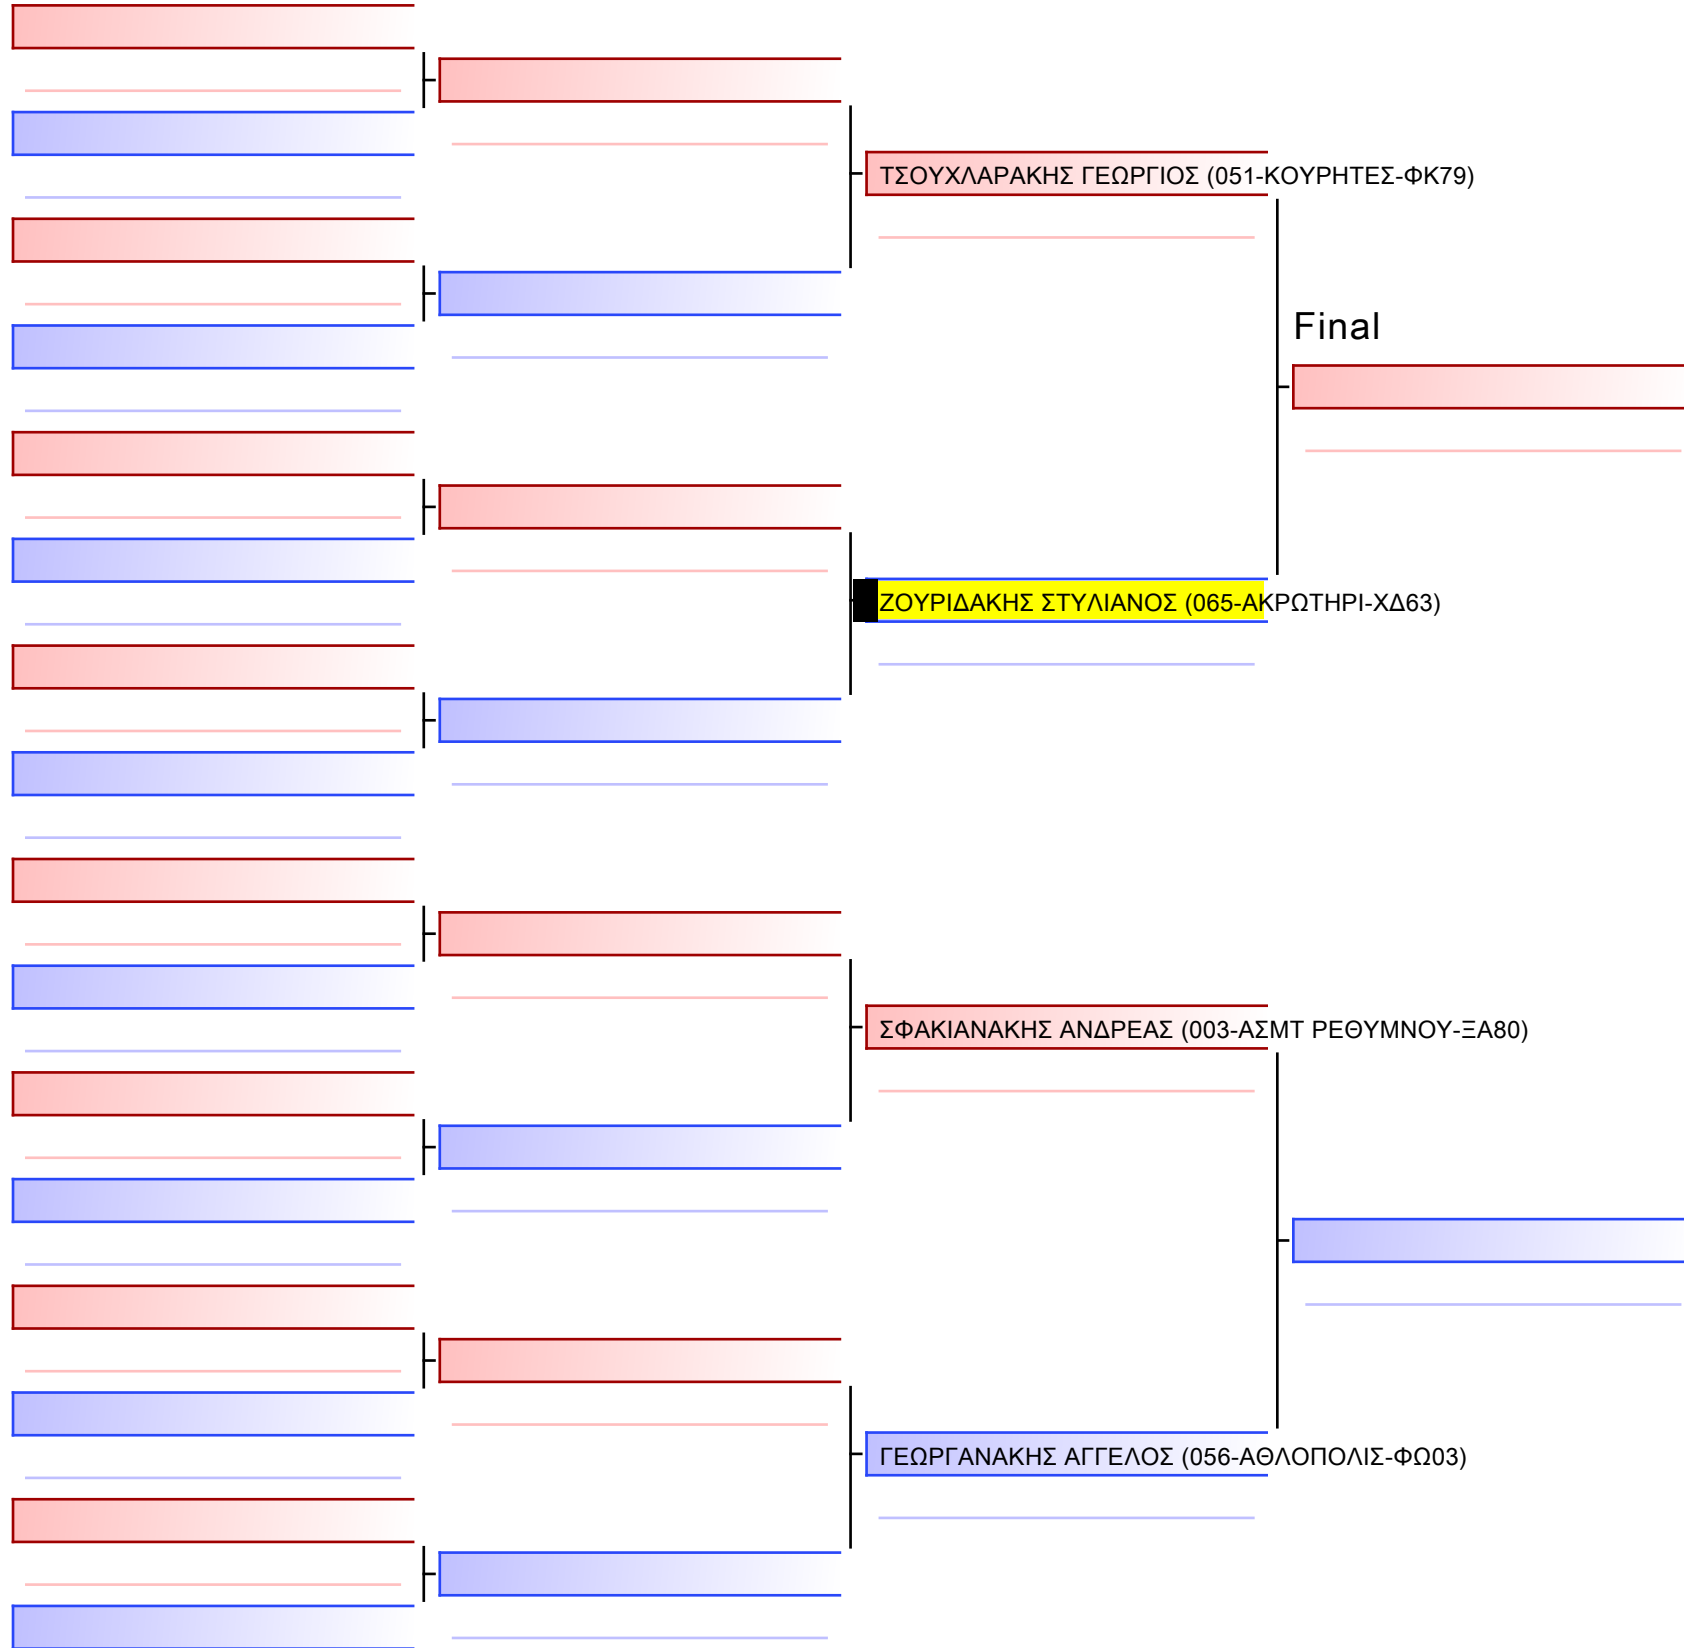 ΤΣΟΥΧΛΑΡΑΚΗΣ ΓΕΩΡΓΙΟΣ (051-ΚΟΥΡΗΤΕΣ-ΦΚ79)
Final
ΖΟΥΡΙΔΑΚΗΣ ΣΤΥΛΙΑΝΟΣ (065-ΑΚΡΩΤΗΡΙ-ΧΔ63)
ΣΦΑΚΙΑΝΑΚΗΣ ΑΝΔΡΕΑΣ (003-ΑΣΜΤ ΡΕΘΥΜΝΟΥ-ΞΑ80)
ΓΕΩΡΓΑΝΑΚΗΣ ΑΓΓΕΛΟΣ (056-ΑΘΛΟΠΟΛΙΣ-ΦΩ03)